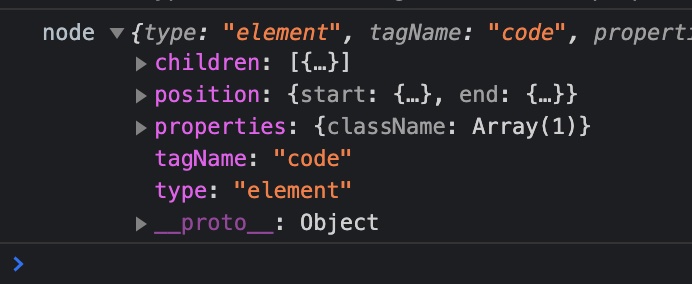 node ▼{type: "element", tagName: "code", properti
▶ children: [{…}]
▶ position: {start: {…}, end: {…}}
▶ properties: {className: Array(1)}
tagName: "code"
type: "element"
▶ __proto__: Object
>